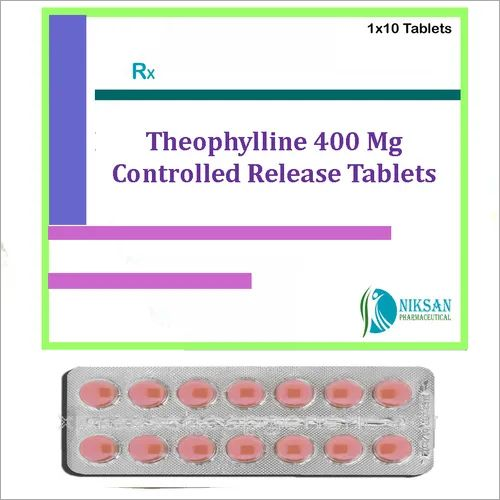 1x10 Tablets
Rx
Theophylline 400 Mg
Controlled Release Tablets
NIKSAN
PHARMACEUTICAL